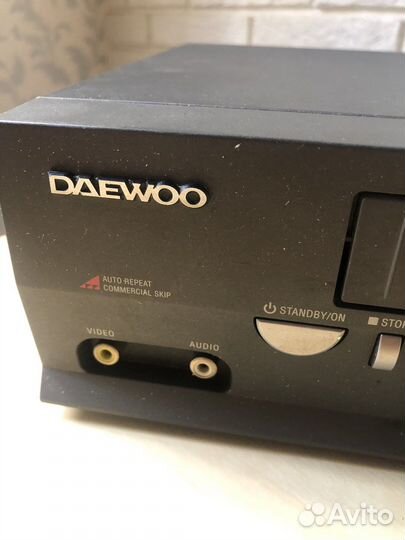 DAEWOO
AUTO REPEAT
COMMERCIAL SKIP
STANDBY/ON
VIDEO
AUDIO
Avito